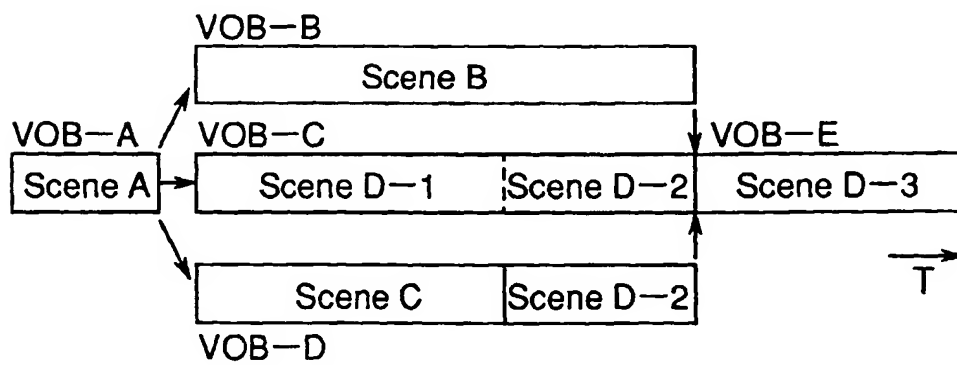 VOB—B
Scene B
VOB—A
VOB—C
VOB—E
Scene A
Scene D—1
Scene D—2
Scene D—3
T
Scene C
Scene D—2
VOB—D